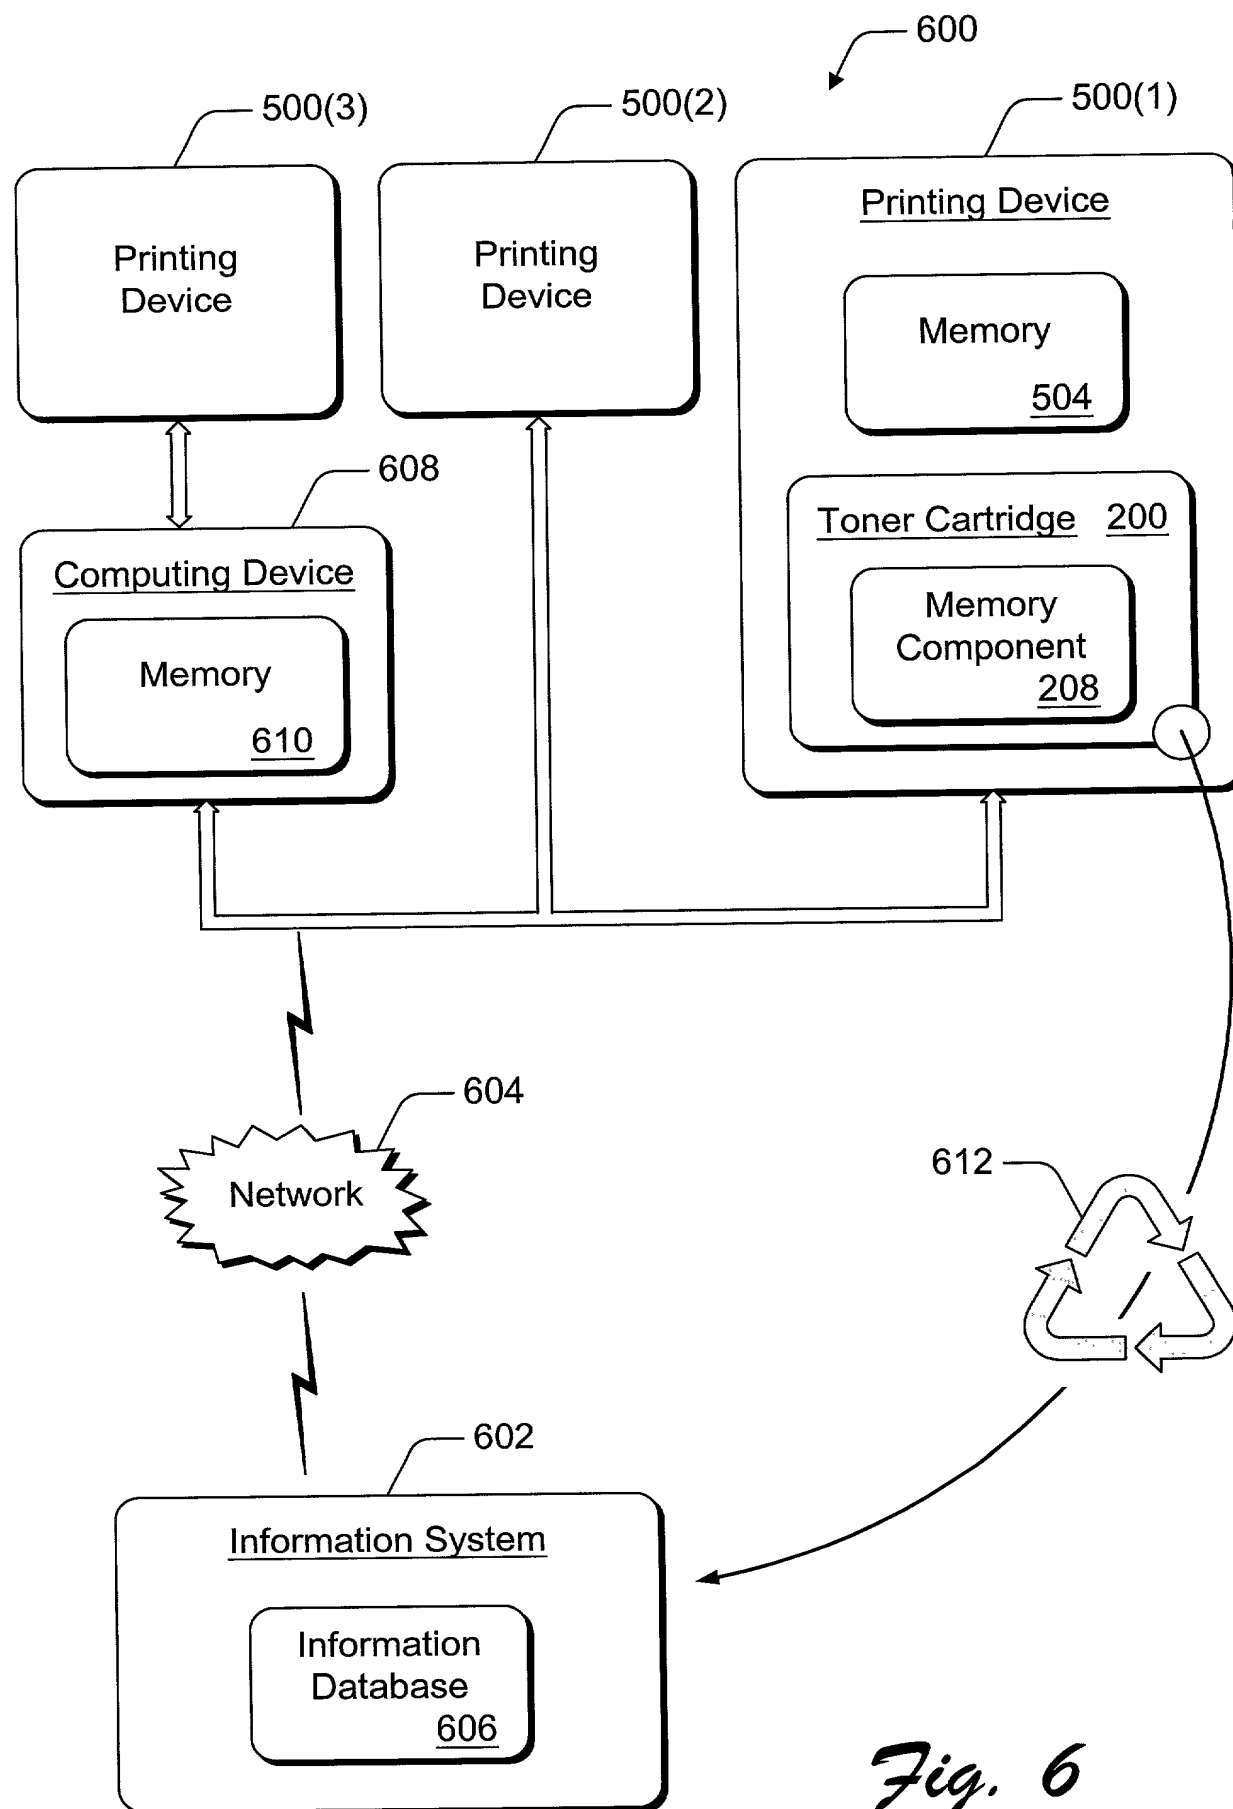 600
500(3)
500(2)
500(1)
Printing
Device
Printing
Device
Printing Device
Memory
504
608
Toner Cartridge 200
Computing Device
Memory
Component
208
Memory
610
604
Network
612
602
Information System
Information
Database
606
Fig. 6